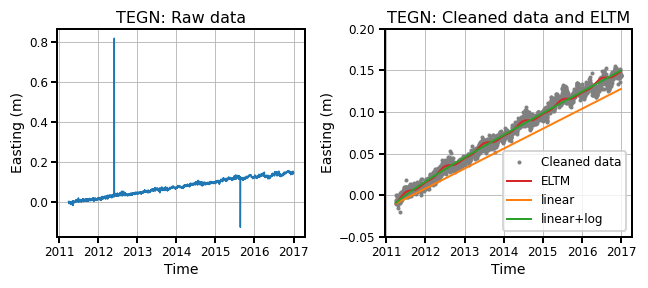 TEGN: Raw data
0.8
0.6
0.4
0.2
0.0
Easting (m)
2011 2012 2013 2014 2015 2016 2017
Time
TEGN: Cleaned data and ELTM
0.20
0.15
0.10
0.05
0.00
−0.05
Easting (m)
Cleaned data
ELTM
linear
linear+log
2011 2012 2013 2014 2015 2016 2017
Time